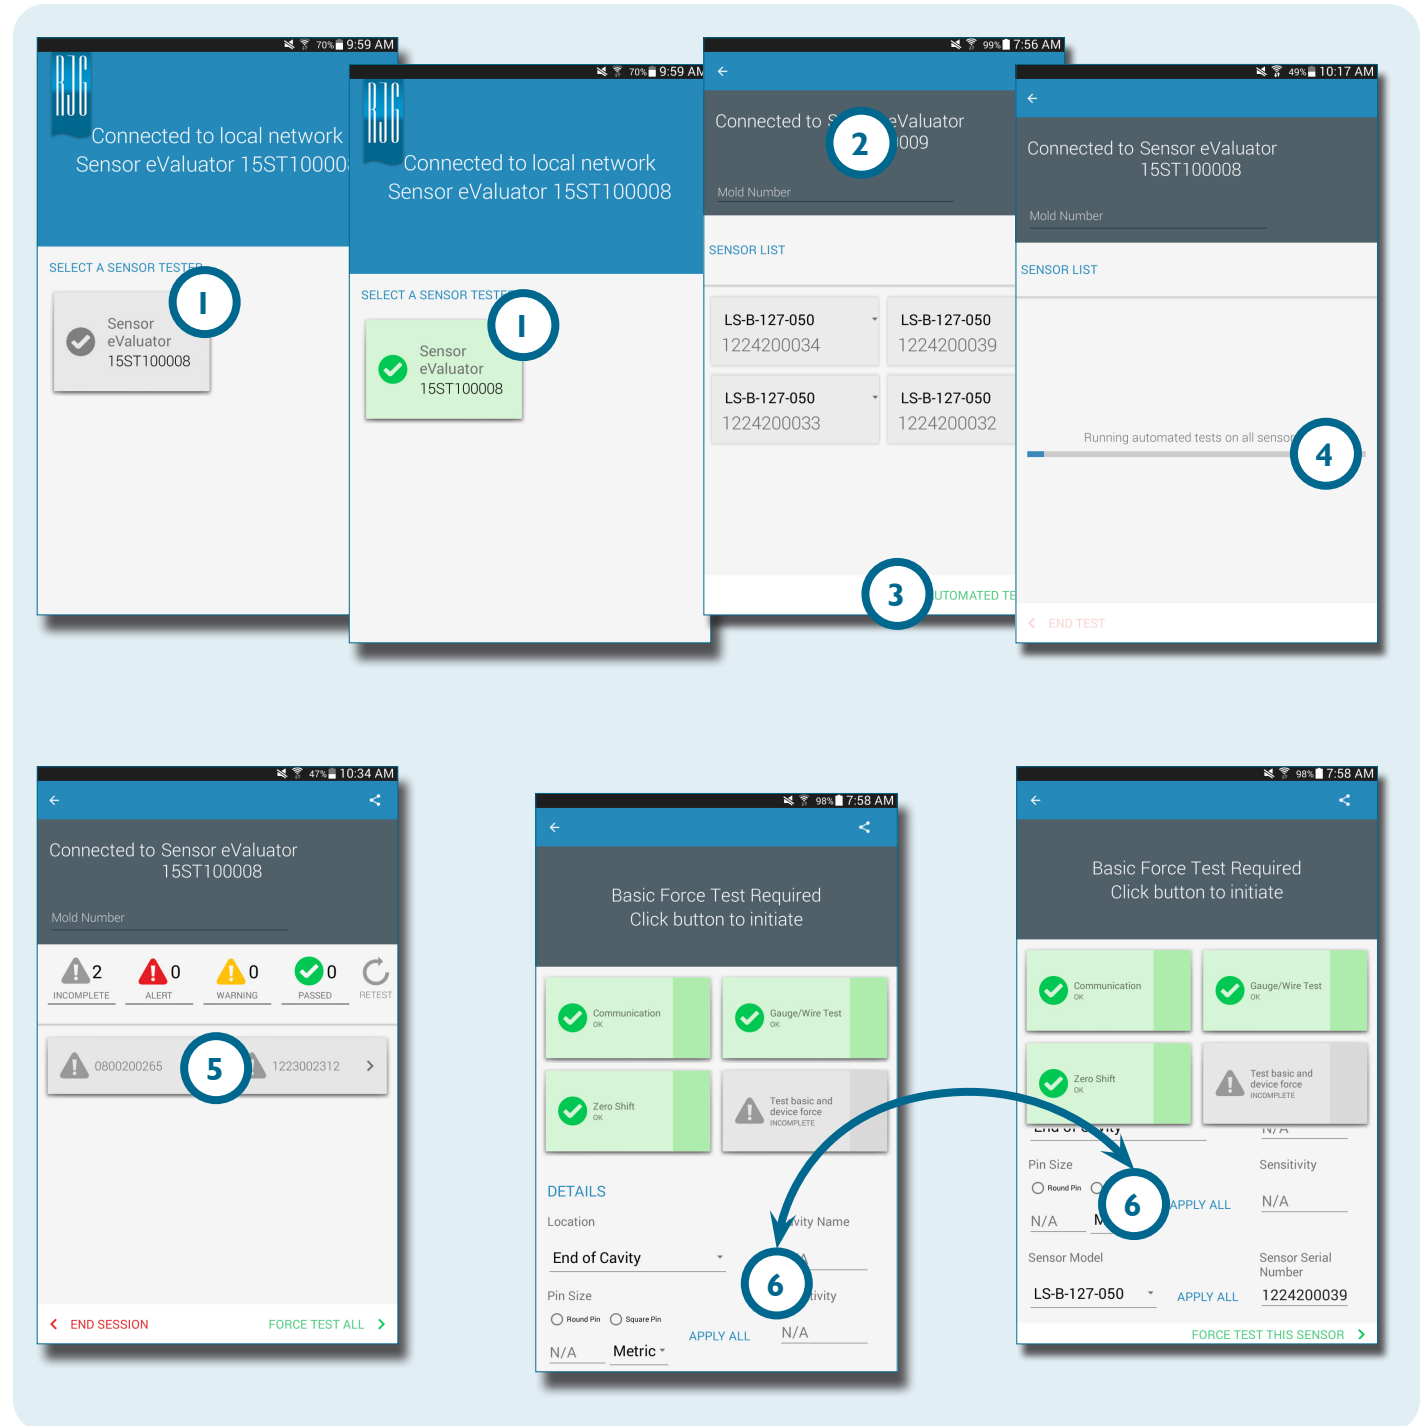 70% 9:59 AM
RJG
Connected to local network
Sensor eValuator 15ST10000
SELECT A SENSOR TESTER
1
Sensor
eValuator
15ST100008
70% 9:59 AM
RJG
Connected to local network
Sensor eValuator 15ST100008
SELECT A SENSOR TESTE
1
Sensor
eValuator
15ST100008
99% 7:56 AM
Connected to S eValuator
009
2
Mold Number
SENSOR LIST
LS-B-127-050
1224200034
LS-B-127-050
1224200039
LS-B-127-050
1224200033
LS-B-127-050
1224200032
3
UTOMATED TE
49% 10:17 AM
Connected to Sensor eValuator
15ST100008
Mold Number
SENSOR LIST
Running automated tests on all sensor
4
END TEST
47% 10:34 AM
Connected to Sensor eValuator
15ST100008
Mold Number
2 INCOMPLETE
0 ALERT
0 WARNING
0 PASSED
RETEST
0800200265
5
1223002312
END SESSION
FORCE TEST ALL
98% 7:58 AM
Basic Force Test Required
Click button to initiate
Communication
OK
Gauge/Wire Test
OK
Zero Shift
OK
Test basic and
device force
INCOMPLETE
DETAILS
Location
vity Name
End of Cavity
6
Pin Size
tivity
Round Pin Square Pin
APPLY ALL
N/A
N/A Metric
98% 7:58 AM
Basic Force Test Required
Click button to initiate
Communication
OK
Gauge/Wire Test
OK
Zero Shift
OK
Test basic and
device force
INCOMPLETE
End of Cavity
N/A
Pin Size
Sensitivity
Round Pin
6
APPLY ALL
N/A
N/A M
Sensor Model
Sensor Serial
Number
LS-B-127-050
APPLY ALL
1224200039
FORCE TEST THIS SENSOR